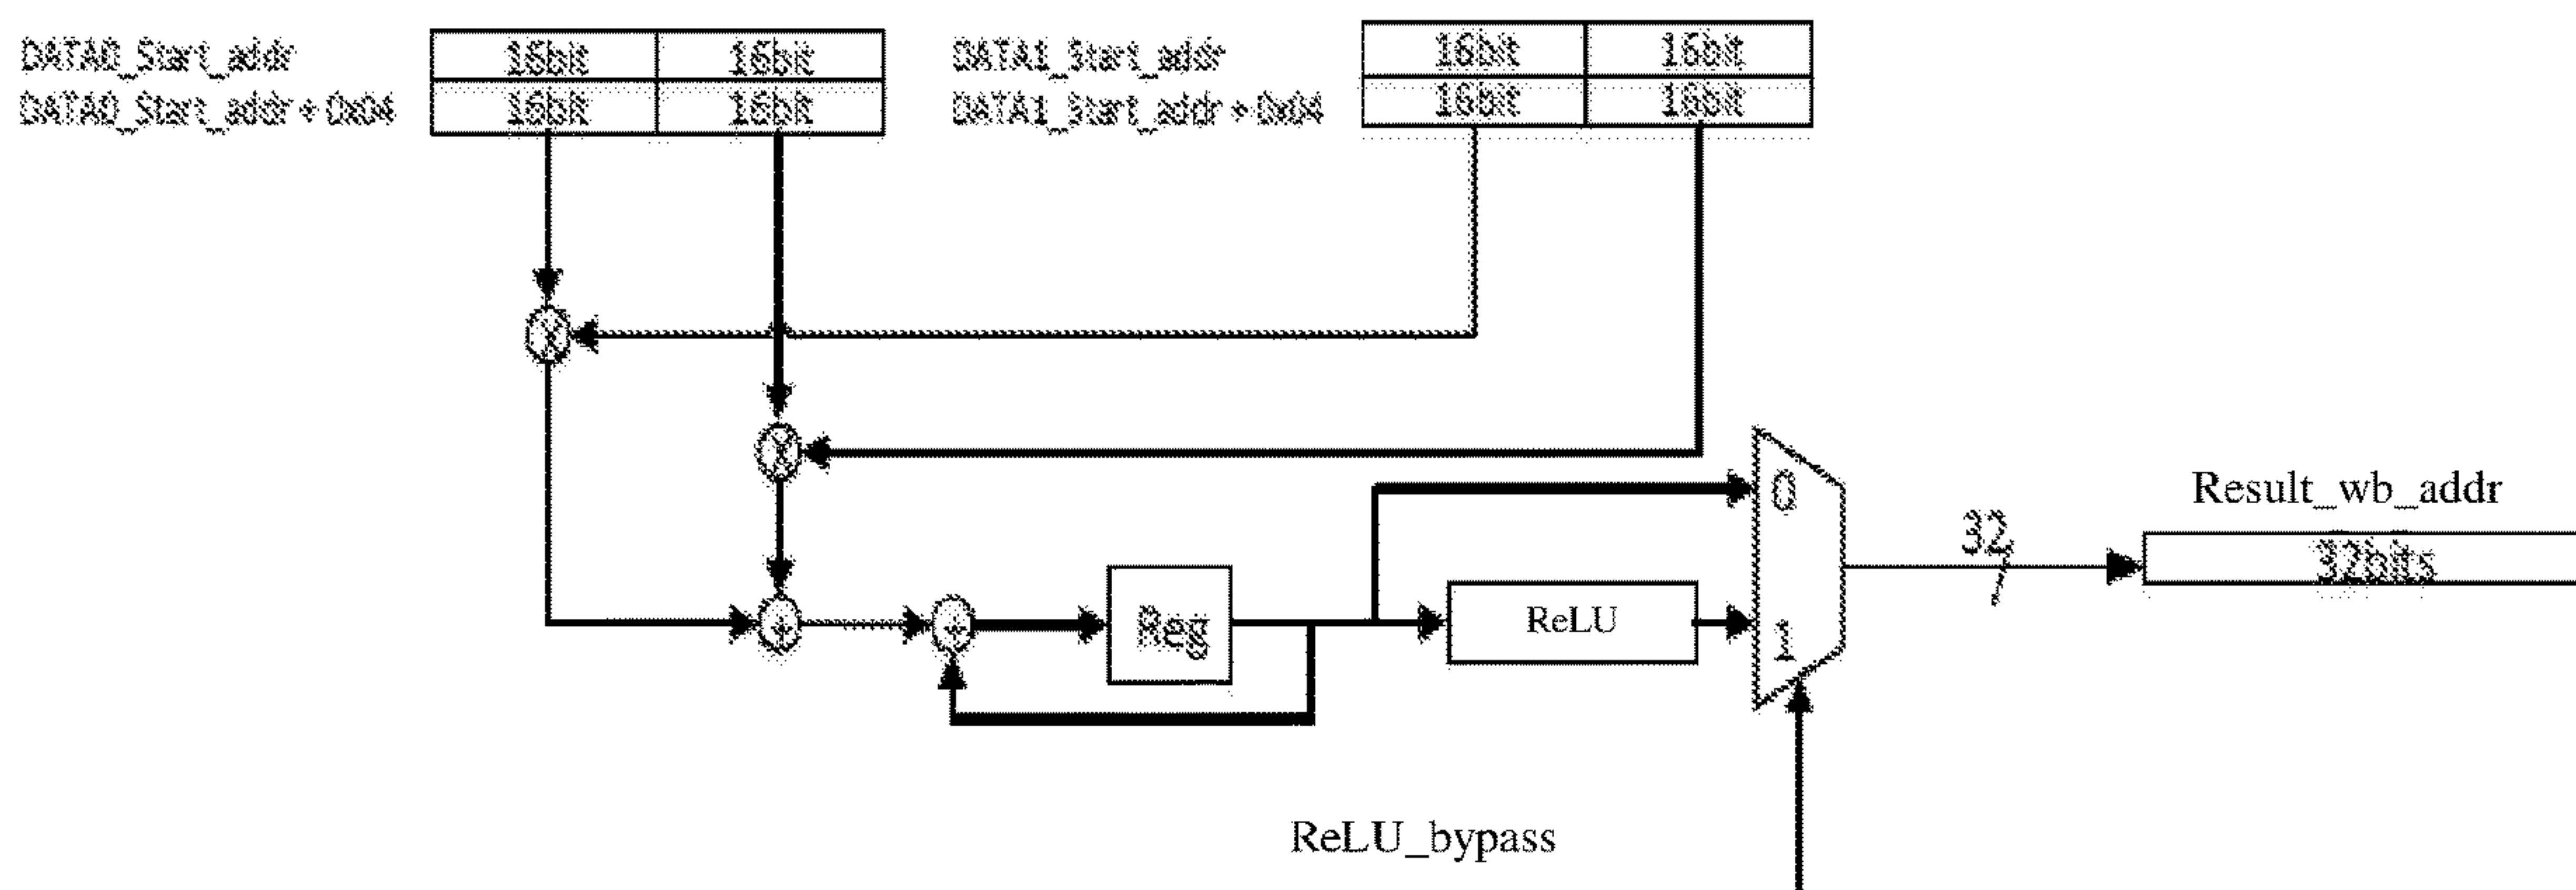 DATA0_Start_addr
16bit 16bit
DATA0_Start_addr + 0x04
16bit 16bit
DATA1_Start_addr
16bit 16bit
DATA1_Start_addr + 0x04
16bit 16bit
X
X
+
+
Reg
ReLU
0
1
32
Result_wb_addr
32bits
ReLU_bypass